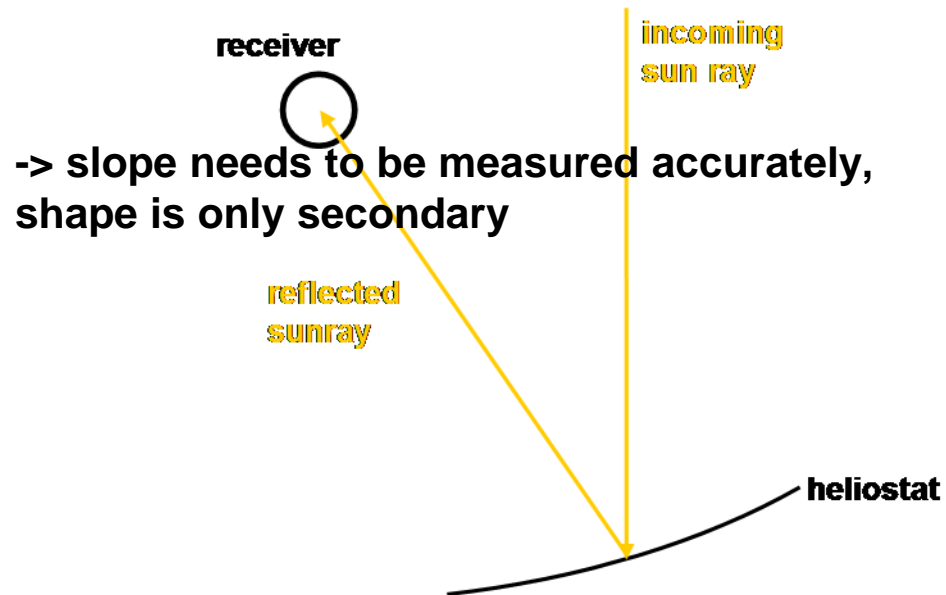 receiver
incoming
sun ray
-> slope needs to be measured accurately,
shape is only secondary
reflected
sunray
heliostat